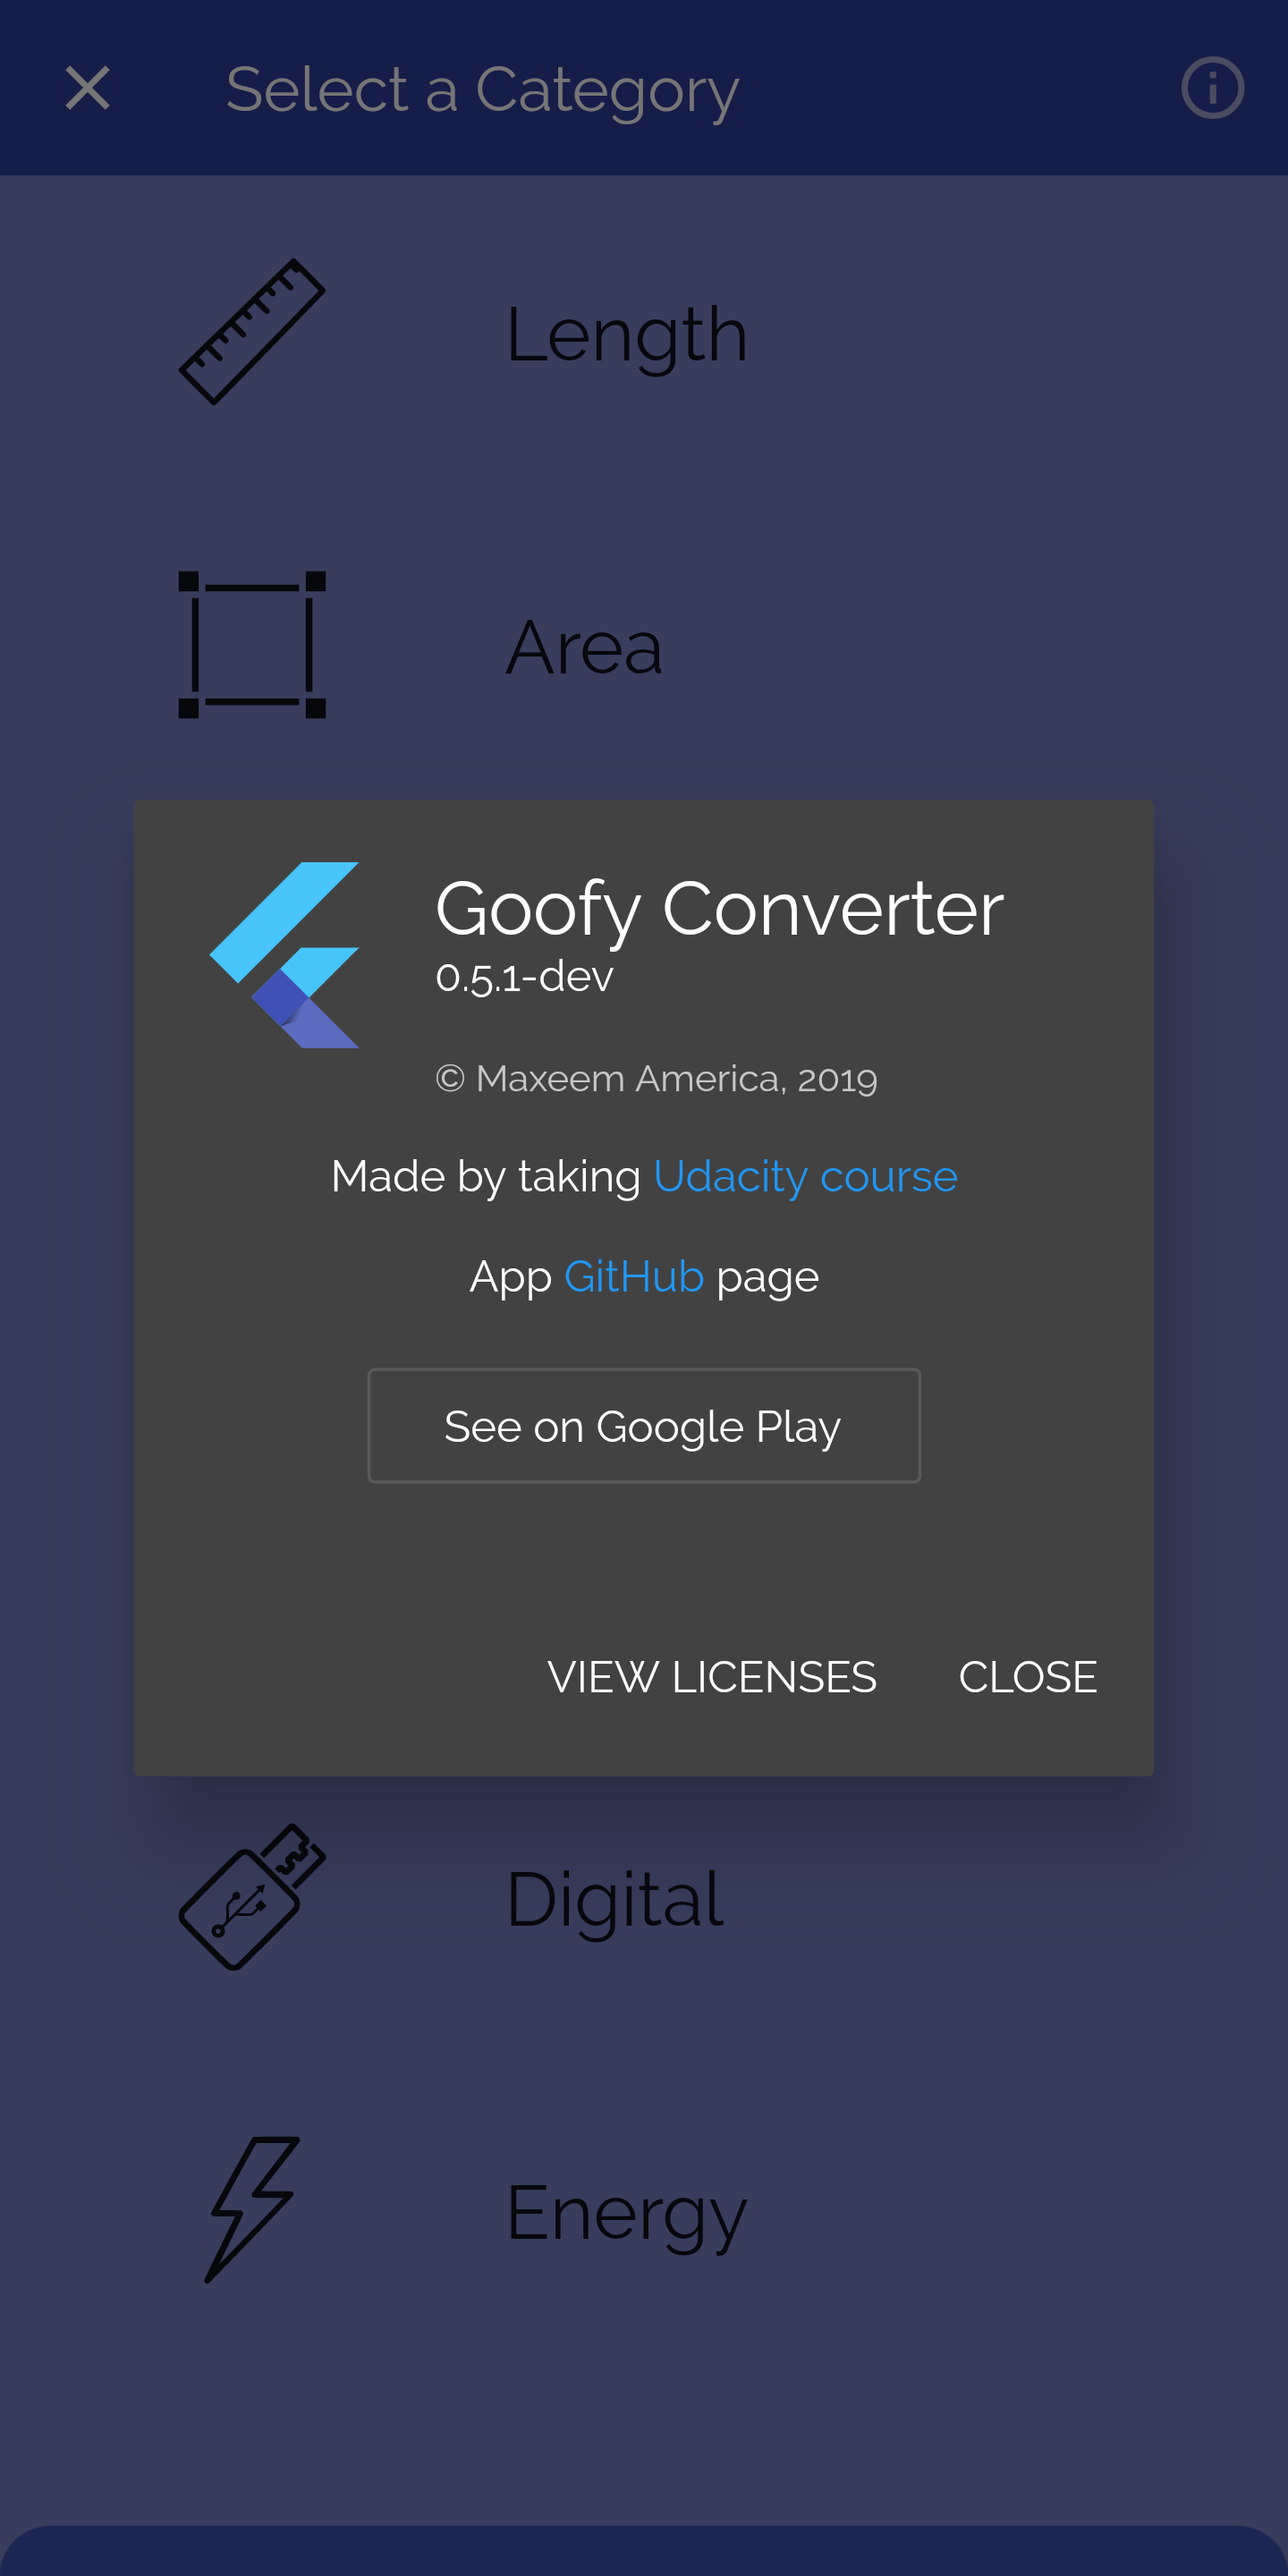 Select a Category
Length
Area
Goofy Converter
0.5.1-dev
© Maxeem America, 2019
Made by taking Udacity course
App GitHub page
See on Google Play
VIEW LICENSES CLOSE
Digital
Energy